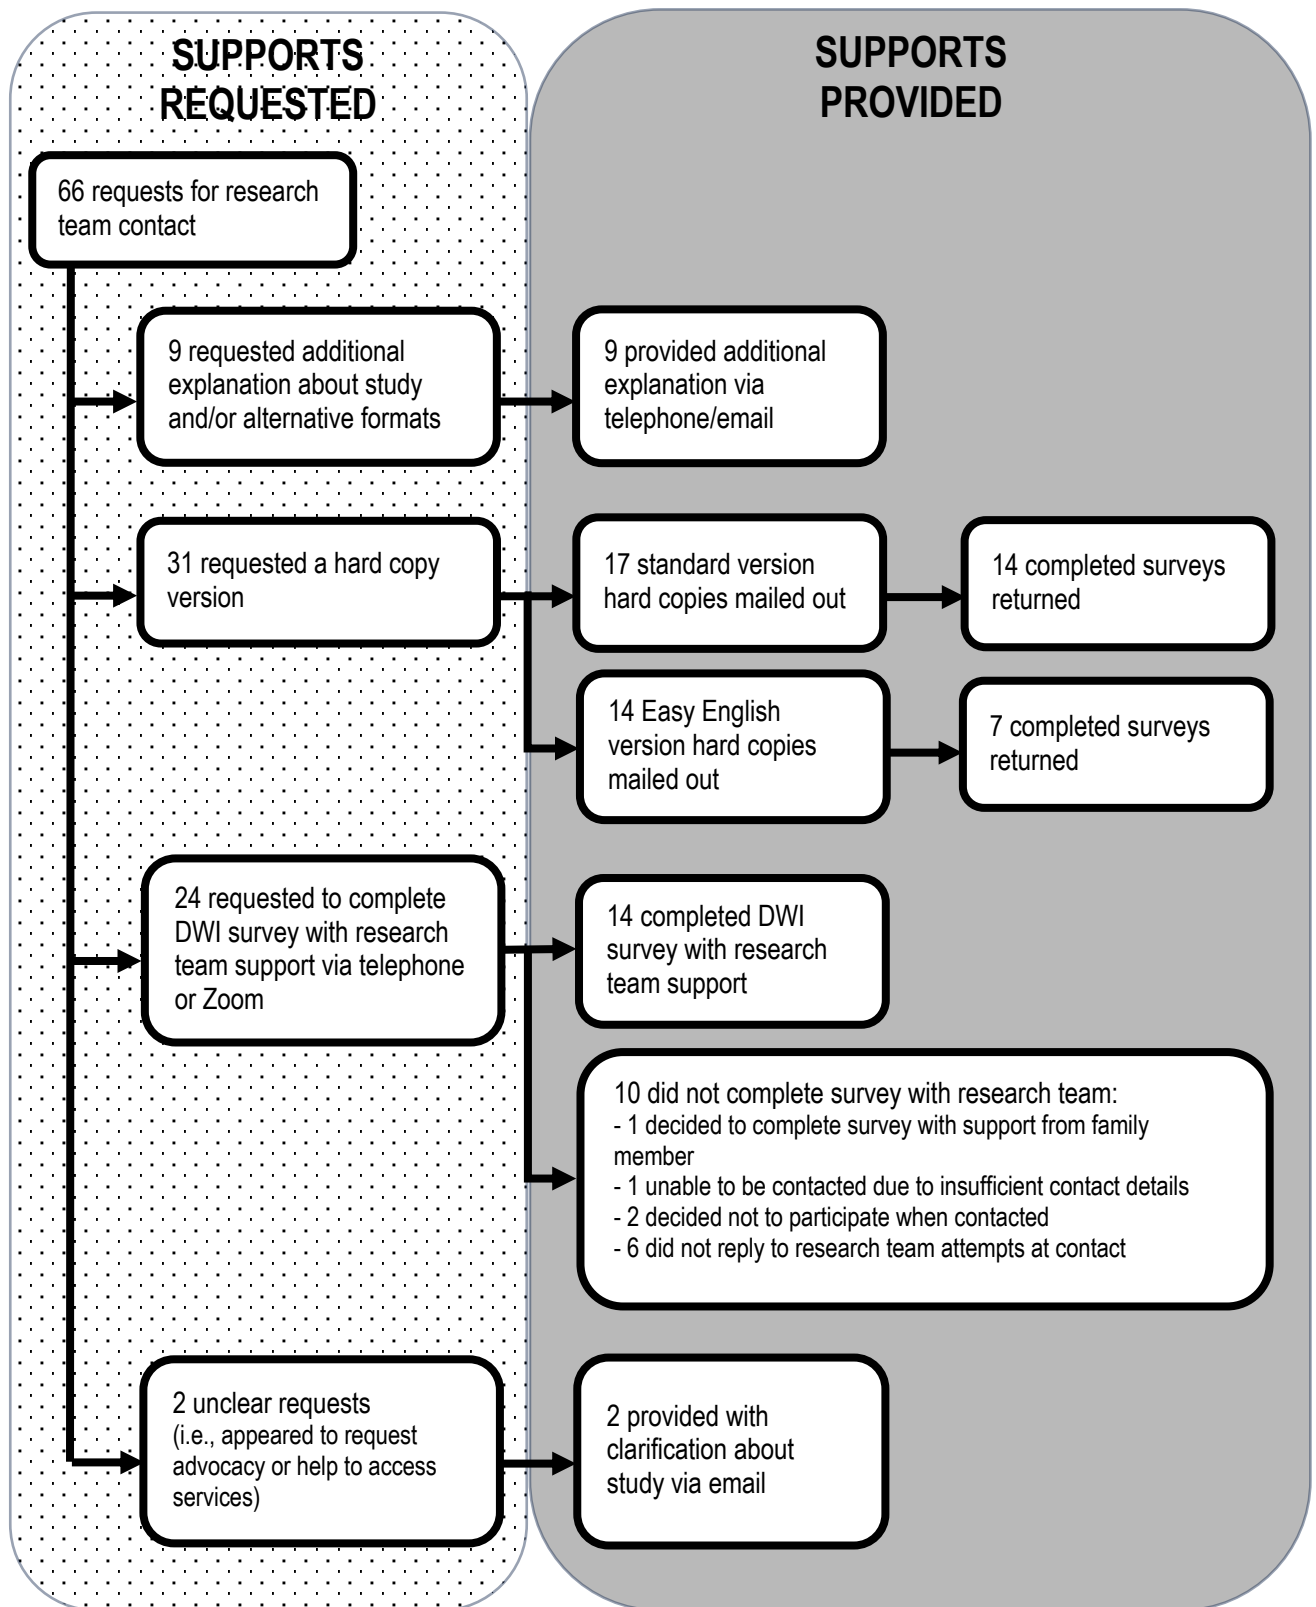 SUPPORTS
REQUESTED
SUPPORTS
PROVIDED
66 requests for research
team contact
9 requested additional
explanation about study
and/or alternative formats
9 provided additional
explanation via
telephone/email
31 requested a hard copy
version
17 standard version
hard copies mailed out
14 completed surveys
returned
14 Easy English
version hard copies
mailed out
7 completed surveys
returned
24 requested to complete
DWI survey with research
team support via telephone
or Zoom
14 completed DWI
survey with research
team support
10 did not complete survey with research team:
- 1 decided to complete survey with support from family
member
- 1 unable to be contacted due to insufficient contact details
- 2 decided not to participate when contacted
- 6 did not reply to research team attempts at contact
2 unclear requests
(i.e., appeared to request
advocacy or help to access
services)
2 provided with
clarification about
study via email